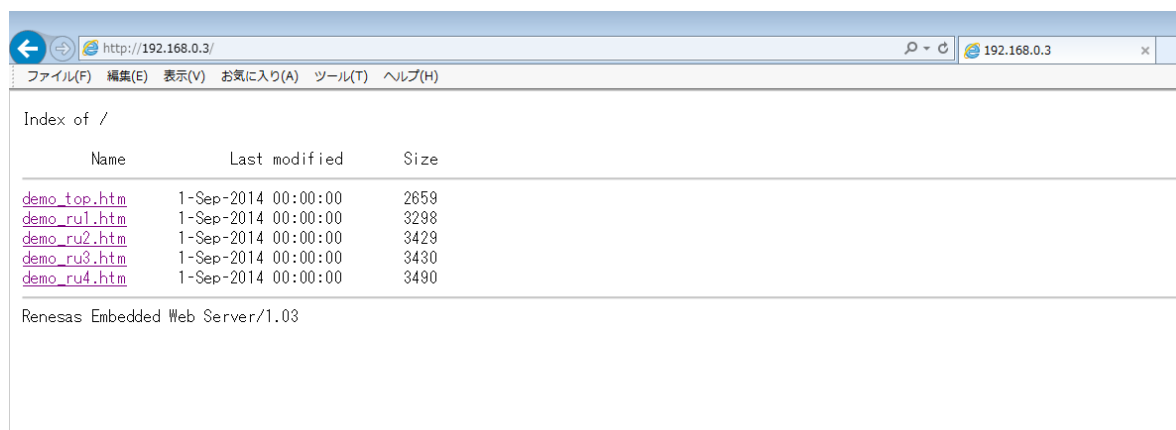 http://192.168.0.3/
192.168.0.3
ファイル(F) 編集(E) 表示(V) お気に入り(A) ツール(T) ヘルプ(H)
Index of /
Name Last modified Size
demo_top.htm 1-Sep-2014 00:00:00 2659
demo_ru1.htm 1-Sep-2014 00:00:00 3298
demo_ru2.htm 1-Sep-2014 00:00:00 3429
demo_ru3.htm 1-Sep-2014 00:00:00 3430
demo_ru4.htm 1-Sep-2014 00:00:00 3490
Renesas Embedded Web Server/1.03